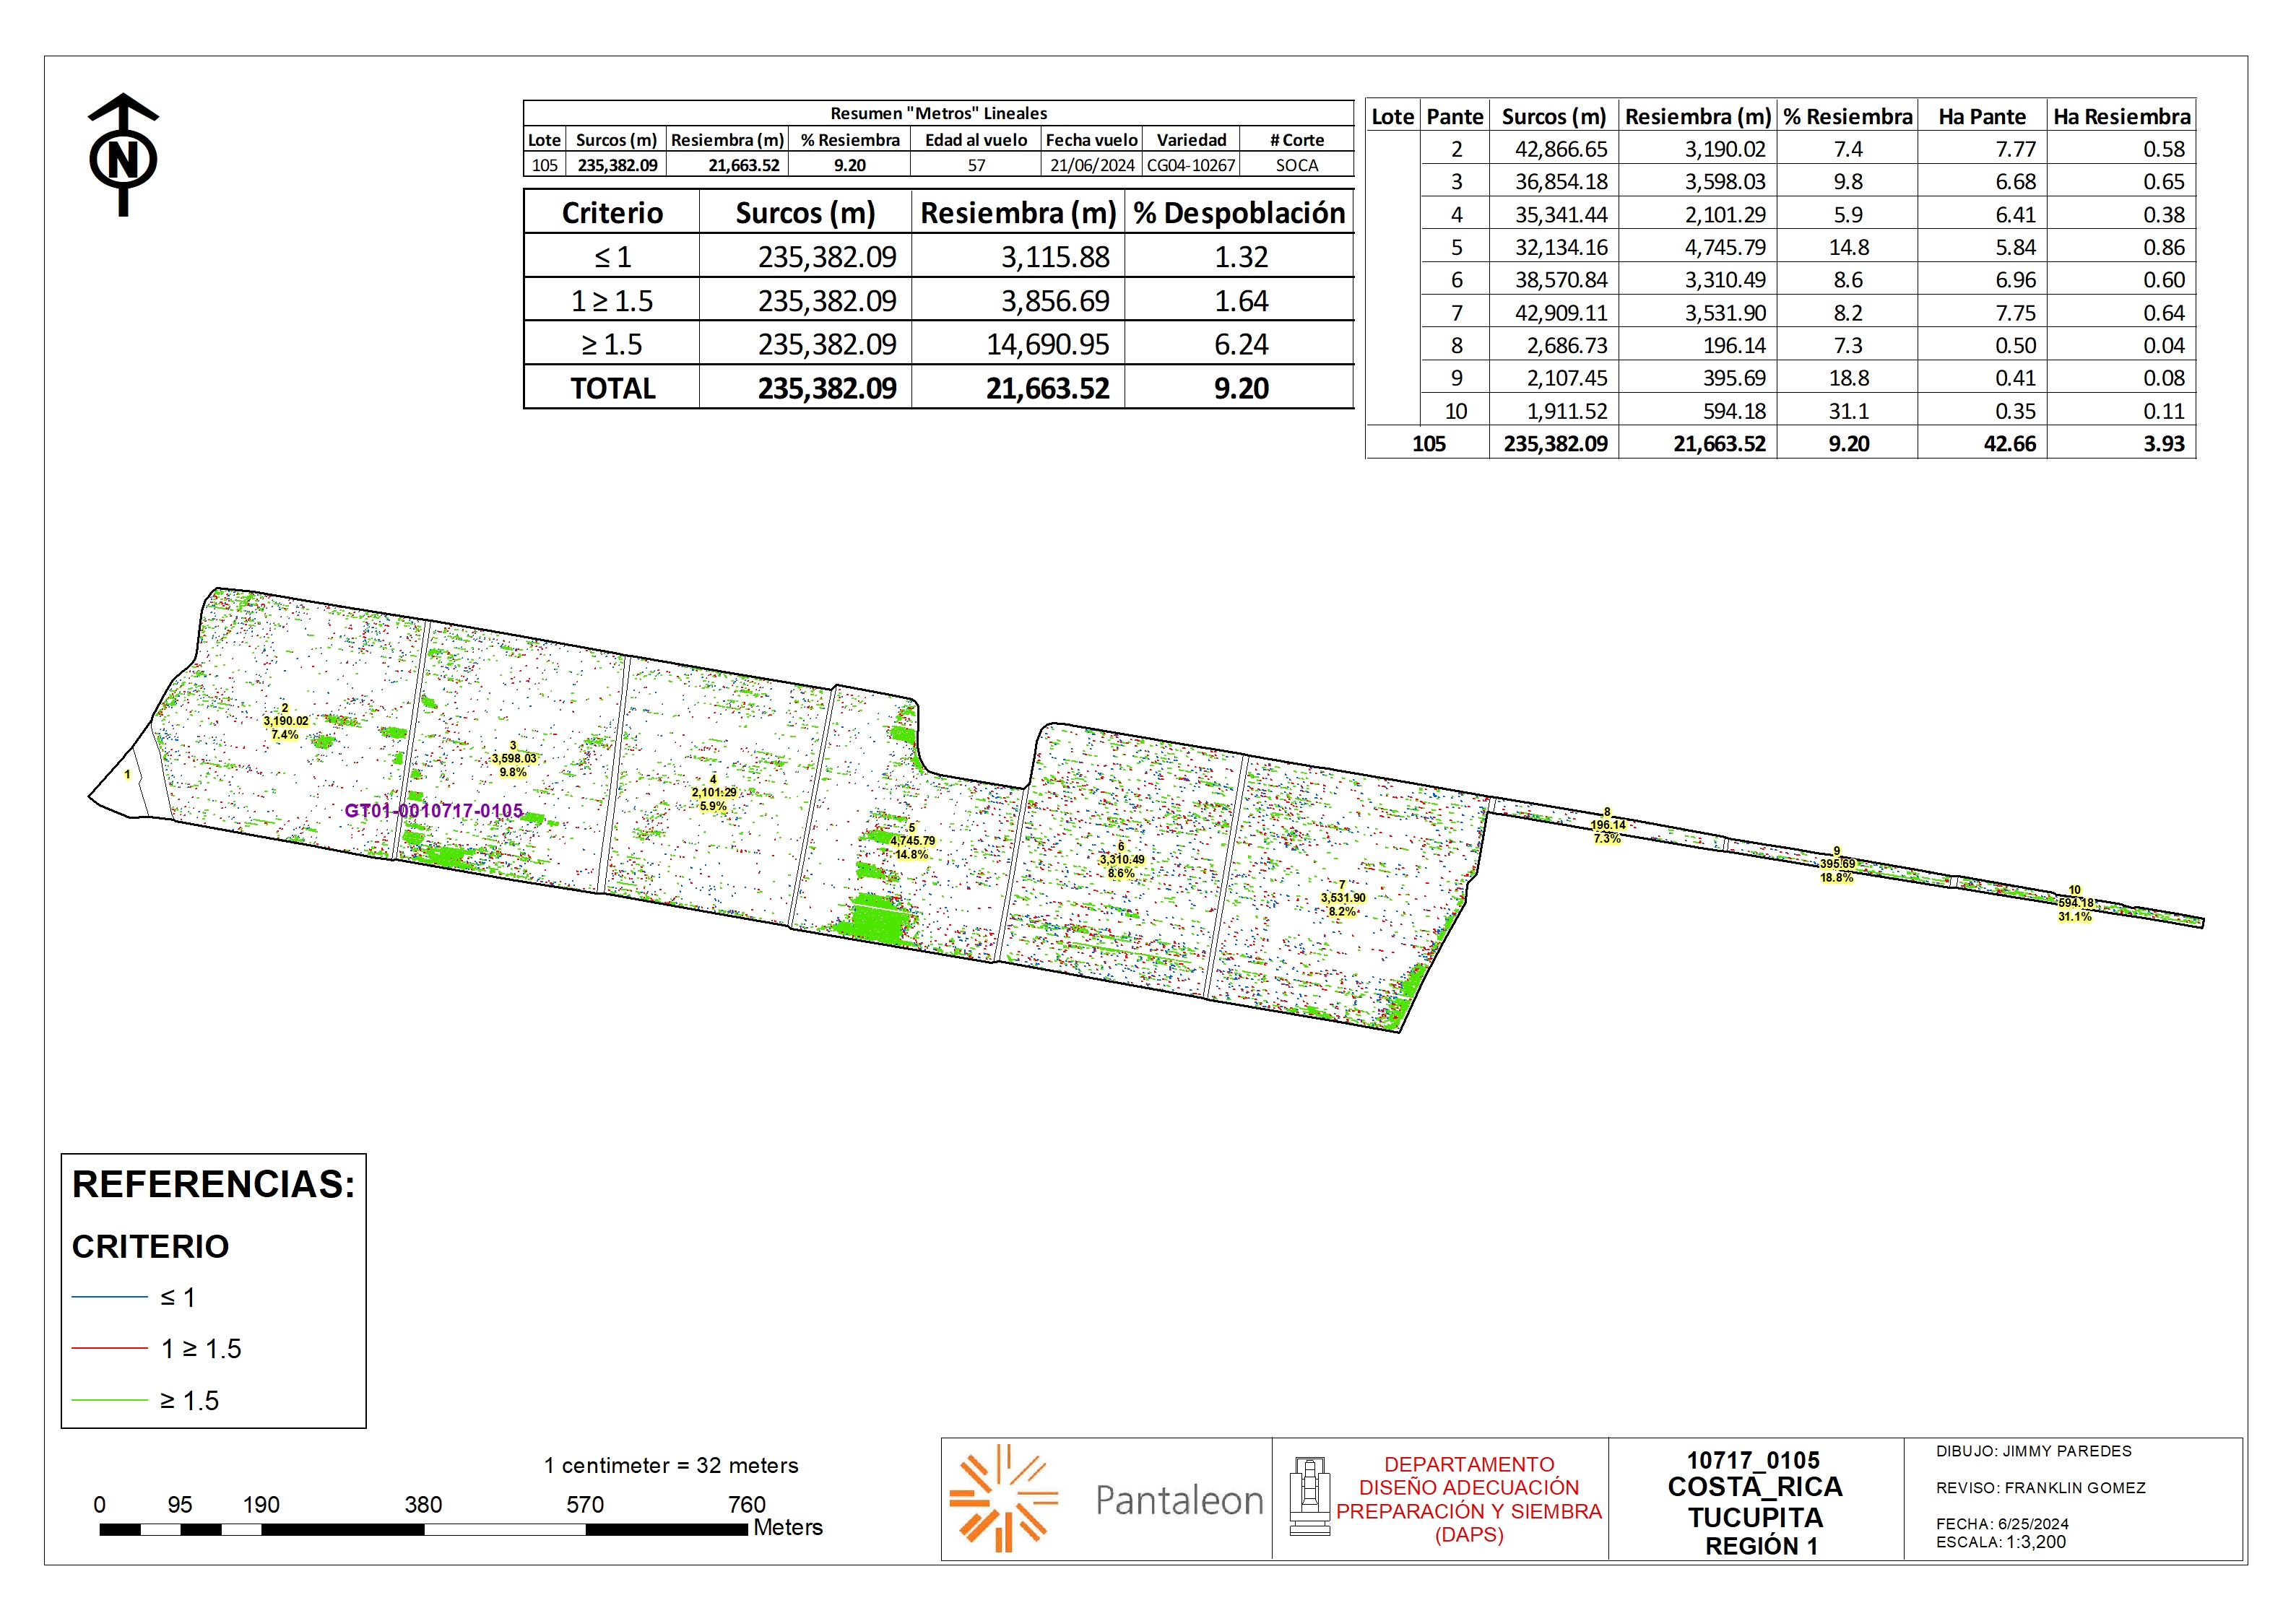 N
Resumen "Metros" Lineales
Lote Surcos (m) Resiembra (m) % Resiembra Edad al vuelo Fecha vuelo Variedad # Corte
105 235,382.09 21,663.52 9.20 57 21/06/2024 CG04-10267 SOCA
Criterio Surcos (m) Resiembra (m) % Despoblación
≤ 1 235,382.09 3,115.88 1.32
1 ≥ 1.5 235,382.09 3,856.69 1.64
≥ 1.5 235,382.09 14,690.95 6.24
TOTAL 235,382.09 21,663.52 9.20
Lote Pante Surcos (m) Resiembra (m) % Resiembra Ha Pante Ha Resiembra
2 42,866.65 3,190.02 7.4 7.77 0.58
3 36,854.18 3,598.03 9.8 6.68 0.65
4 35,341.44 2,101.29 5.9 6.41 0.38
5 32,134.16 4,745.79 14.8 5.84 0.86
6 38,570.84 3,310.49 8.6 6.96 0.60
7 42,909.11 3,531.90 8.2 7.75 0.64
8 2,686.73 196.14 7.3 0.50 0.04
9 2,107.45 395.69 18.8 0.41 0.08
10 1,911.52 594.18 31.1 0.35 0.11
105 235,382.09 21,663.52 9.20 42.66 3.93
1
2
3,190.02
7.4%
3
3,598.03
9.8%
GT01-0010717-0105
4
2,101.29
5.9%
5
4,745.79
14.8%
6
3,310.49
8.6%
7
3,531.90
8.2%
8
196.14
7.3%
9
395.69
18.8%
10
594.18
31.1%
REFERENCIAS:
CRITERIO
≤ 1
1 ≥ 1.5
≥ 1.5
1 centimeter = 32 meters
0 95 190 380 570 760
Meters
Pantaleon
DEPARTAMENTO
DISEÑO ADECUACIÓN
PREPARACIÓN Y SIEMBRA
(DAPS)
10717_0105
COSTA_RICA
TUCUPITA
REGIÓN 1
DIBUJO: JIMMY PAREDES
REVISO: FRANKLIN GOMEZ
FECHA: 6/25/2024
ESCALA: 1:3,200